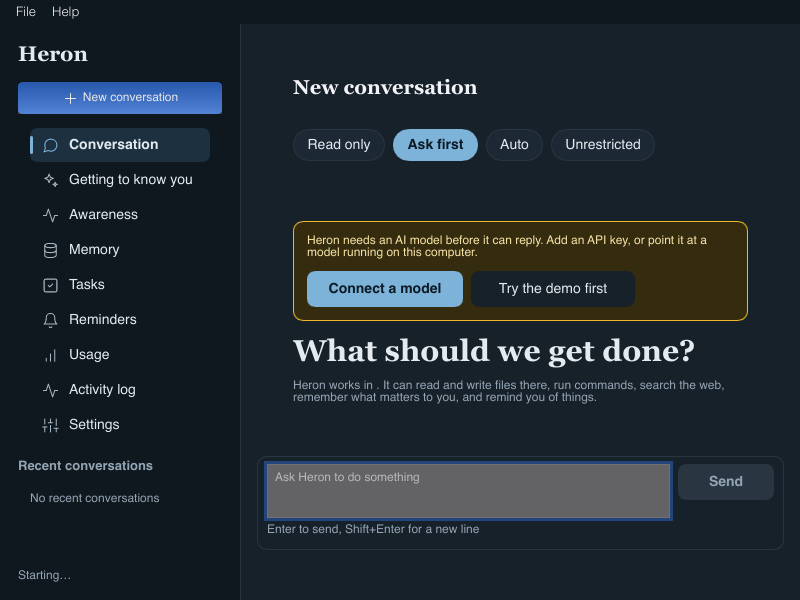 File Help
Heron
New conversation
Conversation
Getting to know you
Awareness
Memory
Tasks
Reminders
Usage
Activity log
Settings
Recent conversations
No recent conversations
Starting…
New conversation
Read only Ask first Auto Unrestricted
Heron needs an AI model before it can reply. Add an API key, or point it at a
model running on this computer.
Connect a model Try the demo first
What should we get done?
Heron works in . It can read and write files there, run commands, search the web,
remember what matters to you, and remind you of things.
Ask Heron to do something
Send
Enter to send, Shift+Enter for a new line